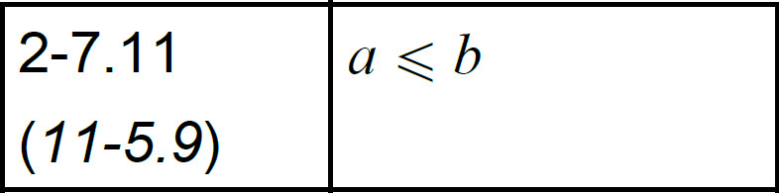 2-7.11
(11-5.9)
a ⩽ b